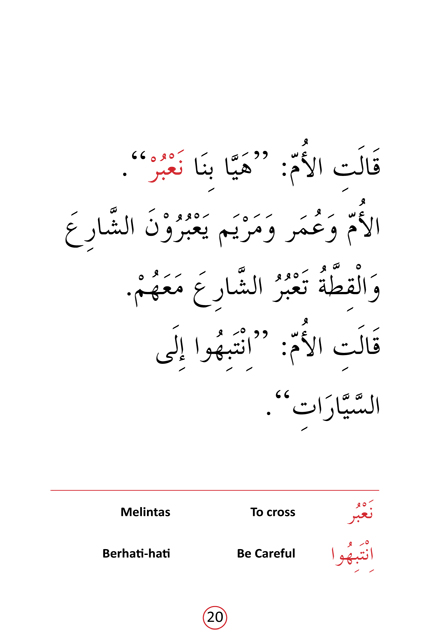 قَالَتِ الأُمّ: ”هَيَّا بِنَا نَعْبُرْ“.
الأُمّ وَعُمَر وَمَرْيَم يَعْبُرُوْنَ الشَّارِعَ
وَالْقِطَّةُ تَعْبُرُ الشَّارِعَ مَعَهُمْ.
قَالَتِ الأُمّ: ”اِنْتَبِهُوا إِلَى
السَّيَّارَاتِ“.
نَعْبُر To cross Melintas
اِنْتَبِهُوا Be Careful Berhati-hati
20